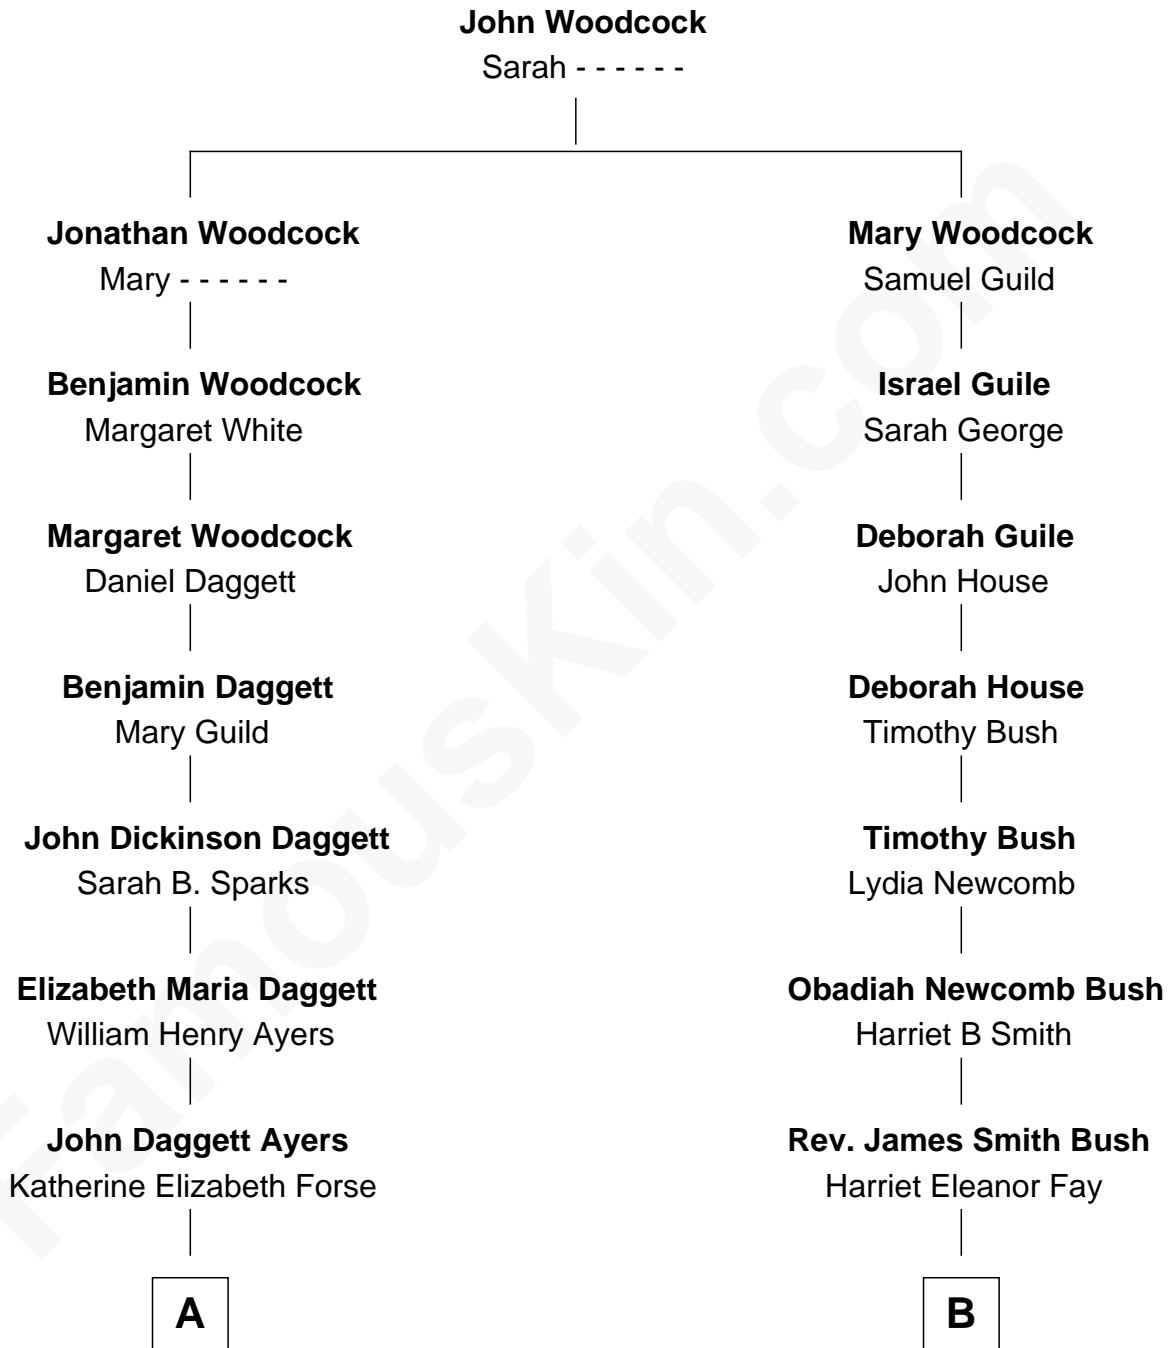 John Woodcock
Sarah - - - - - -
Jonathan Woodcock
Mary - - - - - -
Mary Woodcock
Samuel Guild
Benjamin Woodcock
Margaret White
Israel Guile
Sarah George
Margaret Woodcock
Daniel Daggett
Deborah Guile
John House
Benjamin Daggett
Mary Guild
Deborah House
Timothy Bush
John Dickinson Daggett
Sarah B. Sparks
Timothy Bush
Lydia Newcomb
Elizabeth Maria Daggett
William Henry Ayers
Obadiah Newcomb Bush
Harriet B Smith
John Daggett Ayers
Katherine Elizabeth Forse
Rev. James Smith Bush
Harriet Eleanor Fay
A
B
FamousKin.com